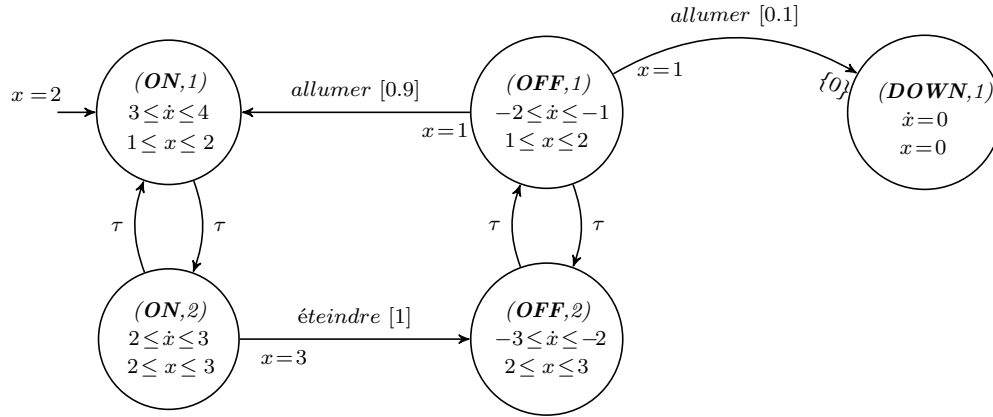 allumer [0.1]
x = 2
(ON,1)
3 ≤ ẋ ≤ 4
1 ≤ x ≤ 2
allumer [0.9]
x = 1
(OFF,1)
−2 ≤ ẋ ≤ −1
1 ≤ x ≤ 2
x = 1
{0}
(DOWN,1)
ẋ = 0
x = 0
τ
τ
τ
τ
(ON,2)
2 ≤ ẋ ≤ 3
2 ≤ x ≤ 3
éteindre [1]
x = 3
(OFF,2)
−3 ≤ ẋ ≤ −2
2 ≤ x ≤ 3